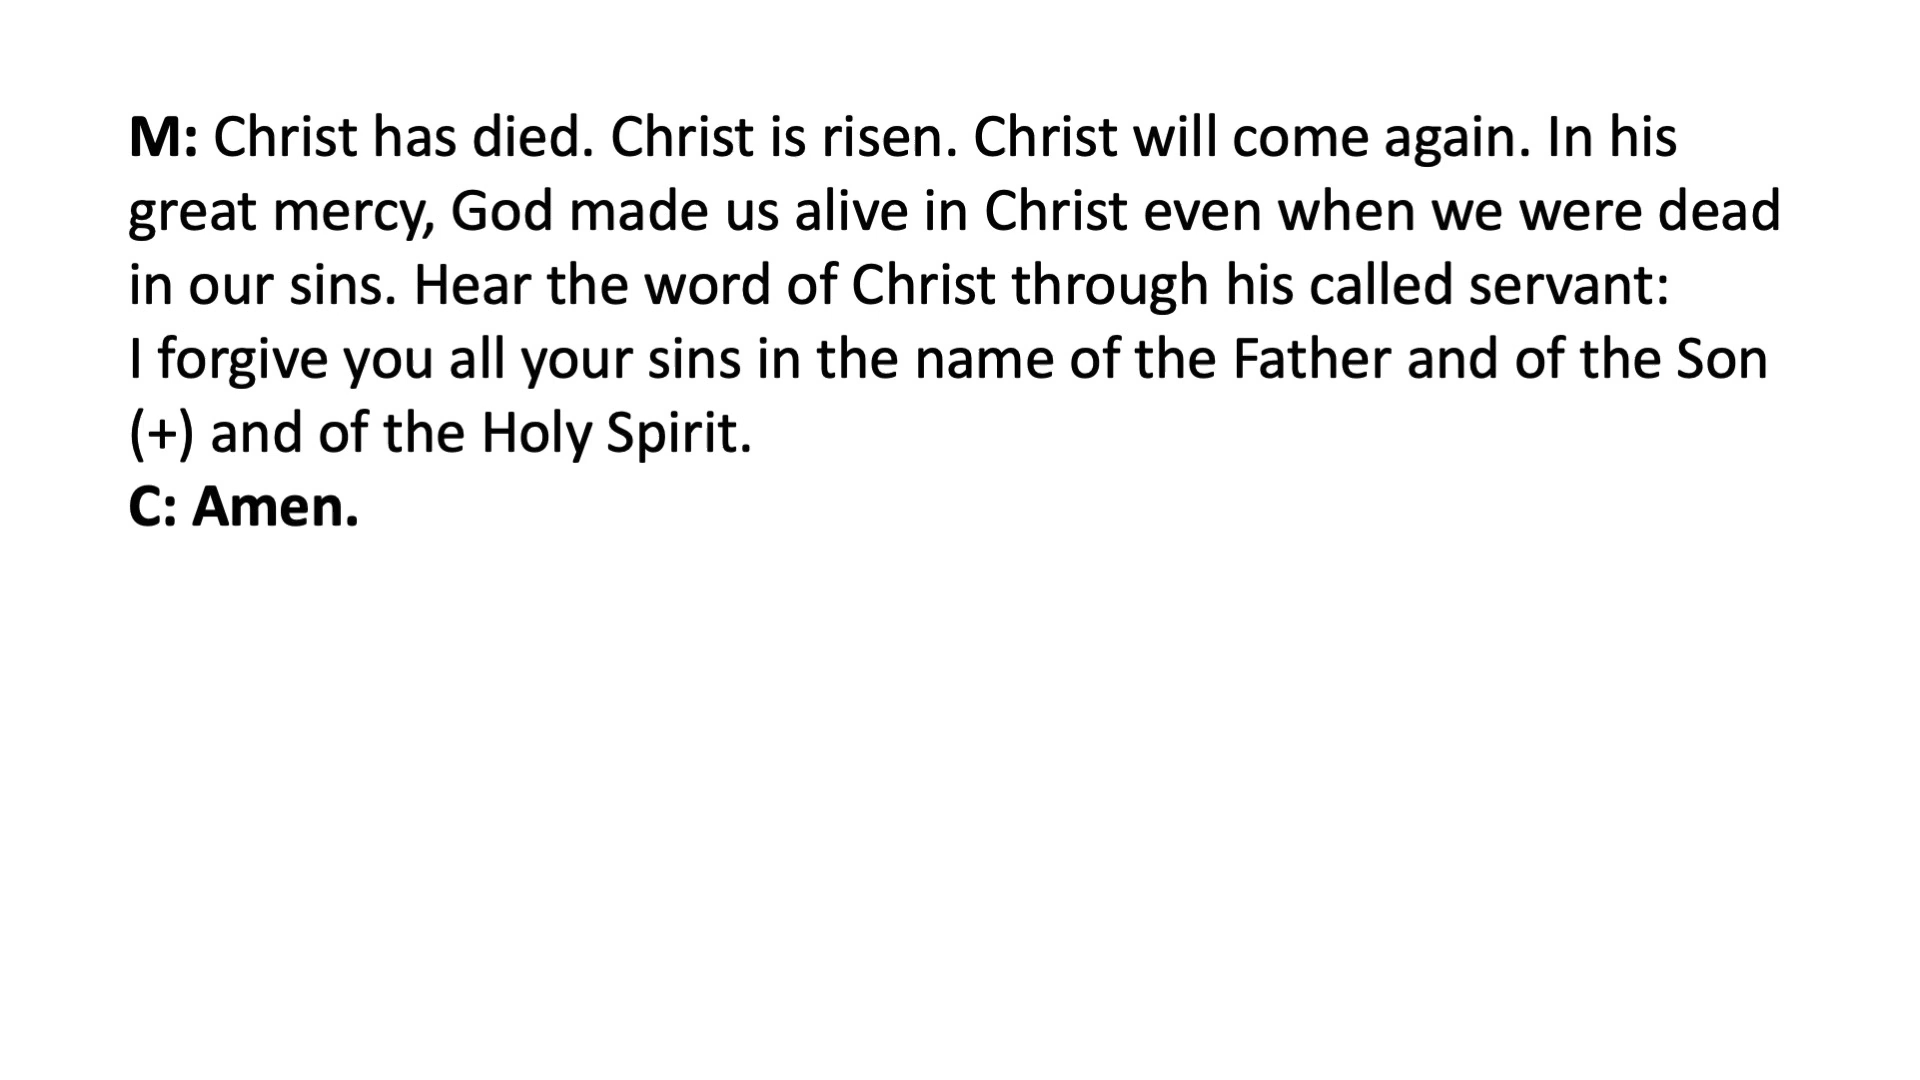 M: Christ has died. Christ is risen. Christ will come again. In his
great mercy, God made us alive in Christ even when we were dead
in our sins. Hear the word of Christ through his called servant:
I forgive you all your sins in the name of the Father and of the Son
(+) and of the Holy Spirit.
C: Amen.